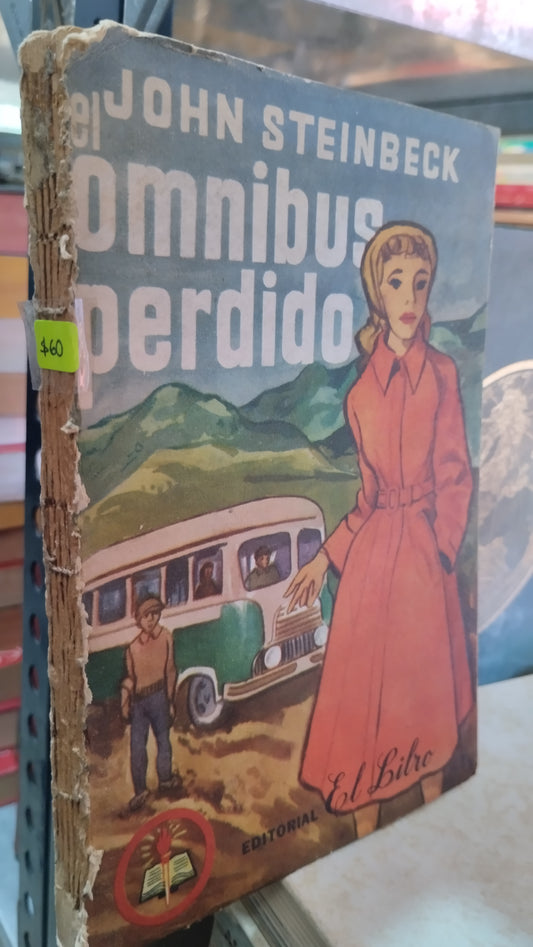 JOHN STEINBECK
el
omnibus
perdido
$60
EDITORIAL El Libro